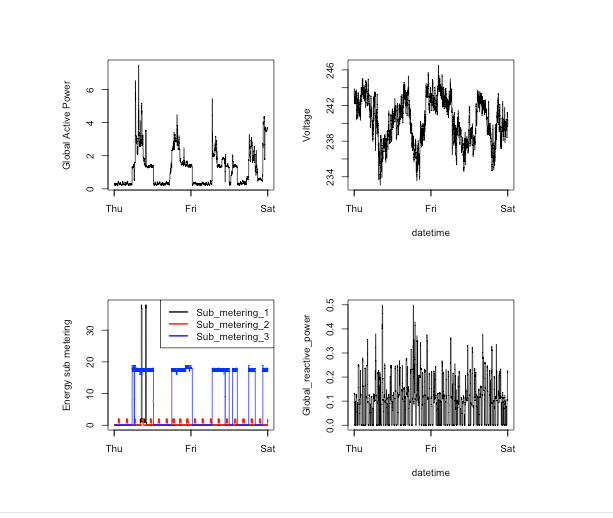 Global Active Power
6
4
2
0
Thu Fri Sat
Voltage
246
242
238
234
Thu Fri Sat
datetime
Energy sub metering
30
20
10
0
Sub_metering_1
Sub_metering_2
Sub_metering_3
Thu Fri Sat
Global_reactive_power
0.5
0.4
0.3
0.2
0.1
0.0
Thu Fri Sat
datetime